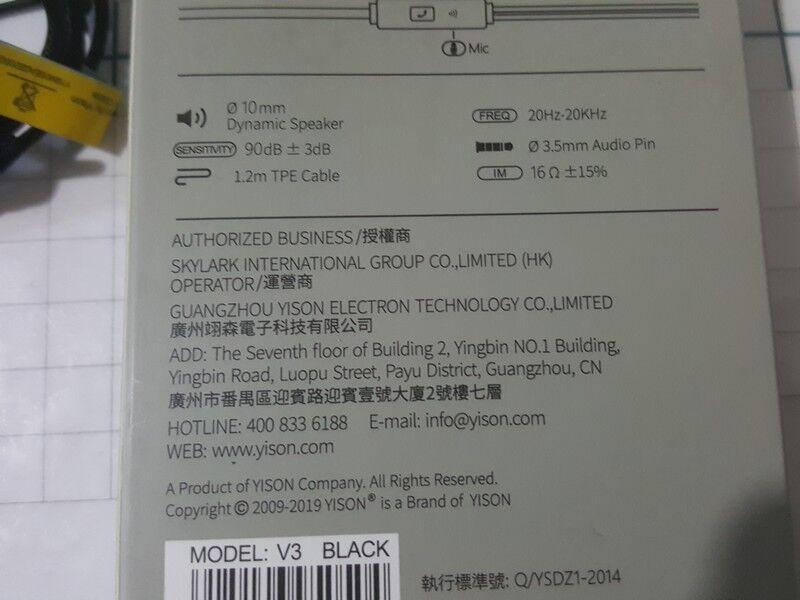 Mic
Ø 10mm
Dynamic Speaker
FREQ 20Hz-20KHz
SENSITIVITY 90dB ± 3dB
Ø 3.5mm Audio Pin
1.2m TPE Cable
IM 16 Ω ±15%
AUTHORIZED BUSINESS/授權商
SKYLARK INTERNATIONAL GROUP CO.,LIMITED (HK)
OPERATOR/運營商
GUANGZHOU YISON ELECTRON TECHNOLOGY CO.,LIMITED
廣州翊森電子科技有限公司
ADD: The Seventh floor of Building 2, Yingbin NO.1 Building,
Yingbin Road, Luopu Street, Payu District, Guangzhou, CN
廣州市番禺區迎賓路迎賓壹號大廈2號樓七層
HOTLINE: 400 833 6188 E-mail: info@yison.com
WEB: www.yison.com
A Product of YISON Company. All Rights Reserved.
Copyright © 2009-2019 YISON® is a Brand of YISON
MODEL: V3 BLACK
執行標準號: Q/YSDZ1-2014